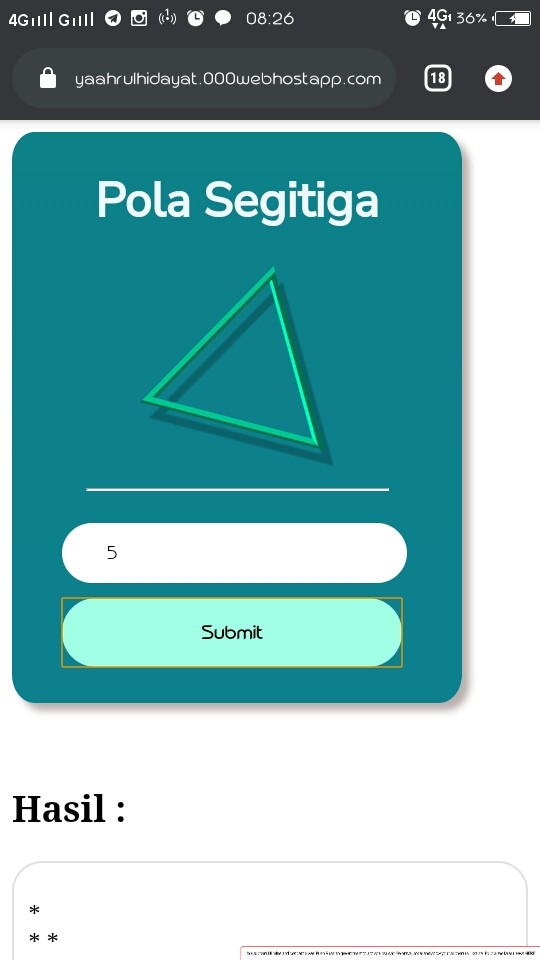 4G G 08:26 4G 36%
yaahrulhidayat.000webhostapp.com 18
Pola Segitiga
5
Submit
Hasil :
*
* *